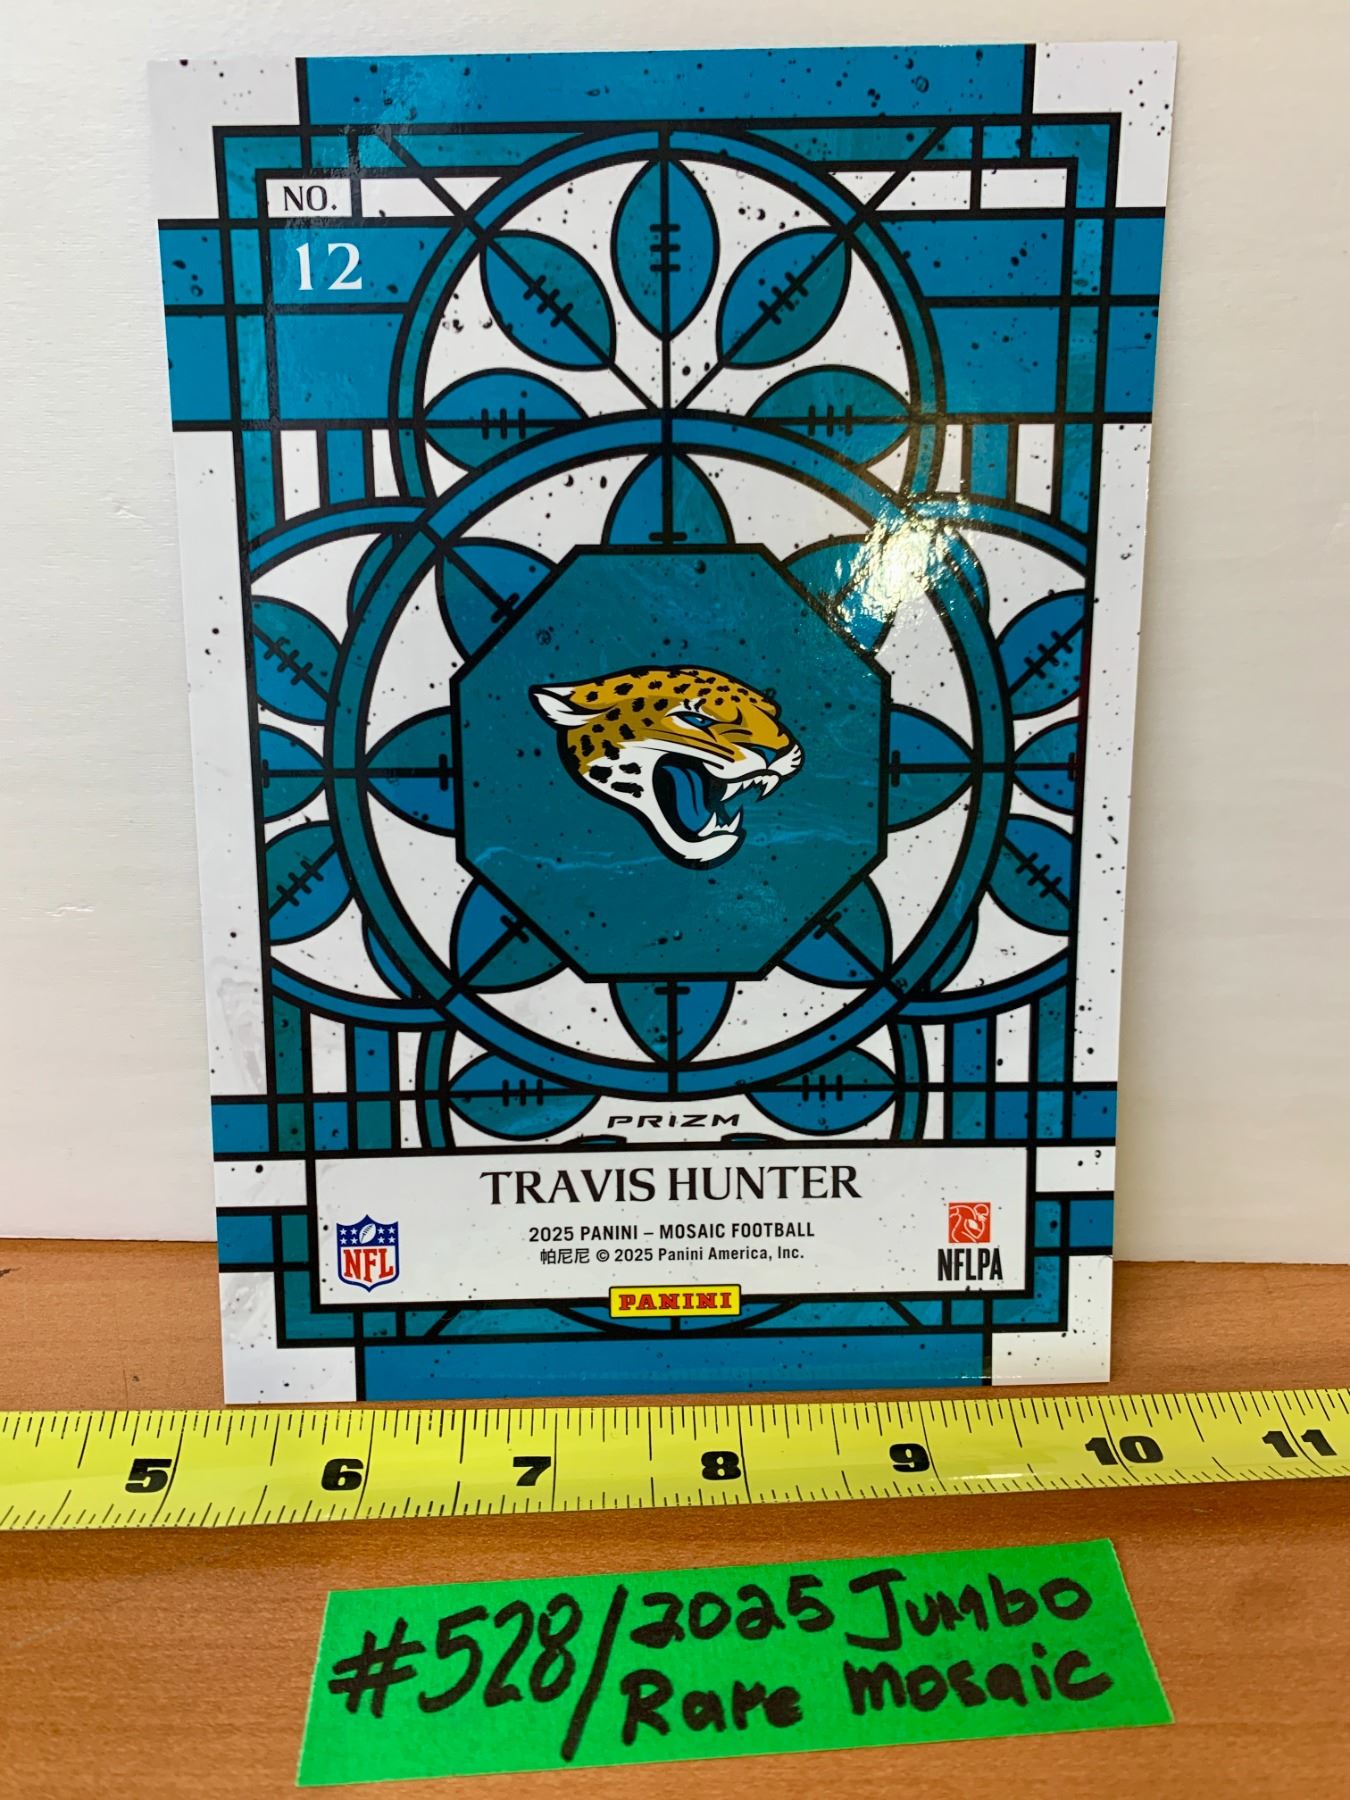 NO.
12
PRIZM
TRAVIS HUNTER
2025 PANINI – MOSAIC FOOTBALL
帕尼尼 © 2025 Panini America, Inc.
NFL
NFLPA
PANINI
5 6 7 8 9 10 11
#528/2025 Jumbo
Rare mosaic